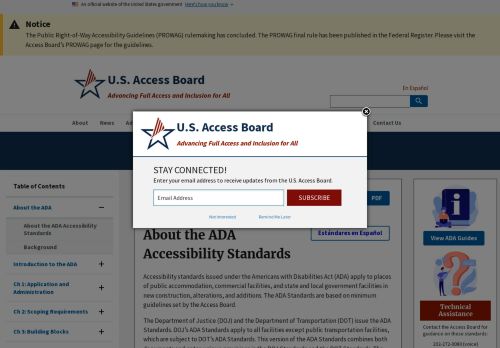 An official website of the United States government Here's how you know
Notice
The Public Right-of-Way Accessibility Guidelines (PROWAG) rulemaking has concluded. The PROWAG final rule has been published in the Federal Register. Please visit the
Access Board's PROWAG page for the guidelines.
U.S. Access Board
Advancing Full Access and Inclusion for All
En Español
About News Contact Us
U.S. Access Board
Advancing Full Access and Inclusion for All
STAY CONNECTED!
Enter your email address to receive updates from the U.S. Access Board.
Email Address SUBSCRIBE
Not Interested Remind Me Later
Table of Contents
About the ADA
About the ADA Accessibility
Standards
Background
Introduction to the ADA
Ch 1: Application and
Administration
Ch 2: Scoping Requirements
Ch 3: Building Blocks
PDF
Estándares en Español
About the ADA
Accessibility Standards
Accessibility standards issued under the Americans with Disabilities Act (ADA) apply to places
of public accommodation, commercial facilities, and state and local government facilities in
new construction, alterations, and additions. The ADA Standards are based on minimum
guidelines set by the Access Board.
The Department of Justice (DOJ) and the Department of Transportation (DOT) issue the ADA
Standards. DOJ's ADA Standards apply to all facilities except public transportation facilities,
which are subject to DOT's ADA Standards. This version of the ADA Standards combines both
View ADA Guides
Technical
Assistance
Contact the Access Board for
guidance on these standards: